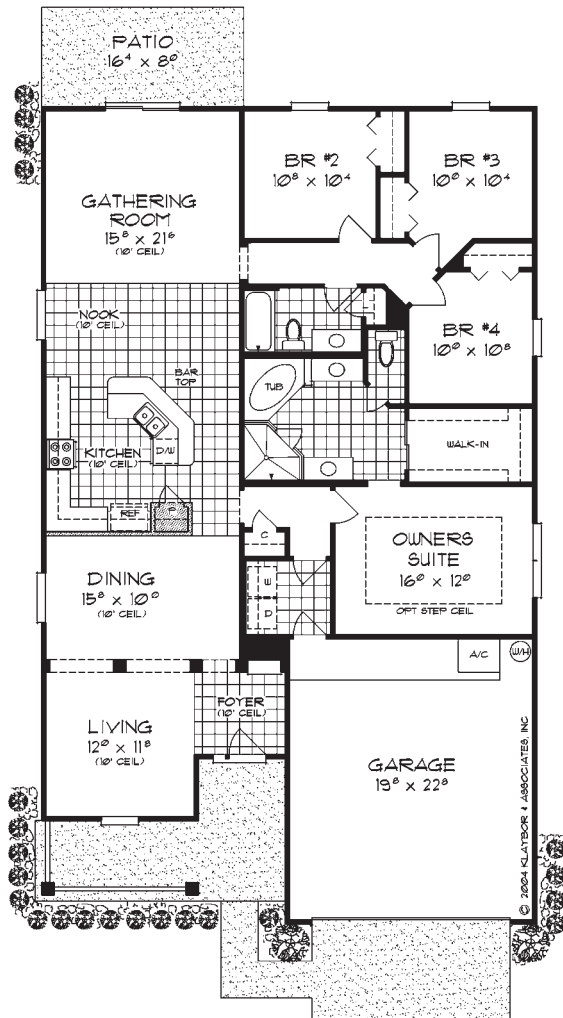 PATIO
16⁴ x 8⁰
BR #2
10⁸ x 10⁴
BR #3
10⁰ x 10⁴
GATHERING
ROOM
15⁸ x 21⁶
(10' CEIL)
NOOK
(10' CEIL)
BR #4
10⁰ x 10⁸
BAR
TOP
TUB
KITCHEN
(10' CEIL)
D/W
WALK-IN
REF
P
C
OWNERS
SUITE
16⁰ x 12⁰
OPT STEP CEIL
DINING
15⁸ x 10⁰
(10' CEIL)
W
D
A/C
W/H
FOYER
(10' CEIL)
LIVING
12⁰ x 11⁸
(10' CEIL)
GARAGE
19⁸ x 22⁸
© 2004 KLAYBOR & ASSOCIATES, INC